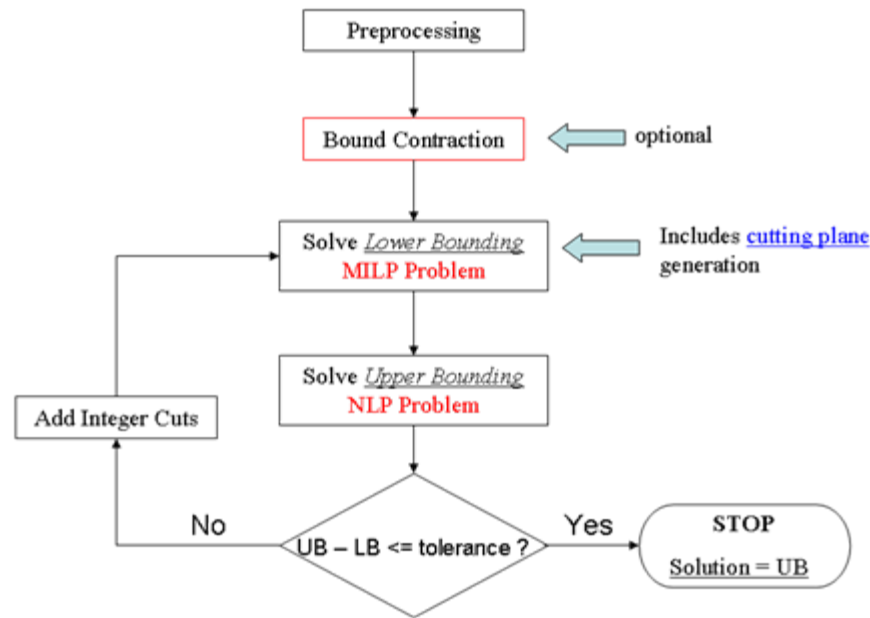 Preprocessing
Bound Contraction
optional
Solve Lower Bounding
MILP Problem
Includes cutting plane
generation
Solve Upper Bounding
NLP Problem
Add Integer Cuts
No
UB – LB <= tolerance ?
Yes
STOP
Solution = UB